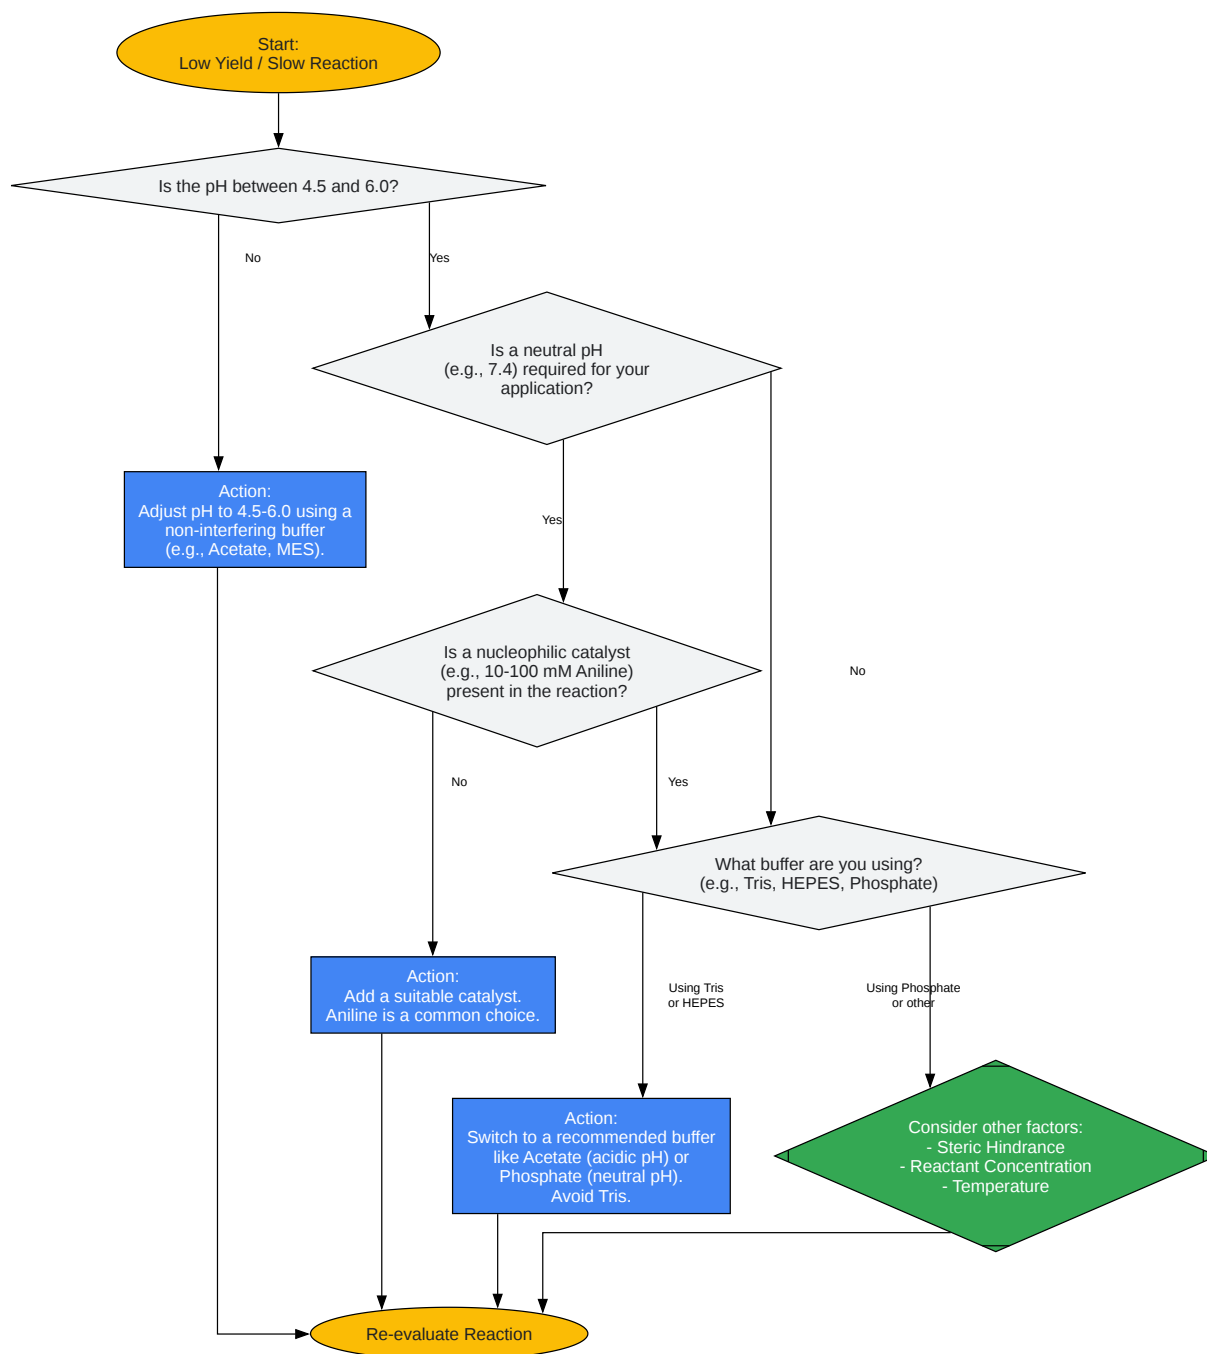 Start:
Low Yield / Slow Reaction
Is the pH between 4.5 and 6.0?
No
Yes
Is a neutral pH
(e.g., 7.4) required for your
application?
Action:
Adjust pH to 4.5-6.0 using a
non-interfering buffer
(e.g., Acetate, MES).
Yes
Is a nucleophilic catalyst
(e.g., 10-100 mM Aniline)
present in the reaction?
No
No
Yes
What buffer are you using?
(e.g., Tris, HEPES, Phosphate)
Action:
Add a suitable catalyst.
Aniline is a common choice.
Using Tris
or HEPES
Using Phosphate
or other
Action:
Switch to a recommended buffer
like Acetate (acidic pH) or
Phosphate (neutral pH).
Avoid Tris.
Consider other factors:
- Steric Hindrance
- Reactant Concentration
- Temperature
Re-evaluate Reaction